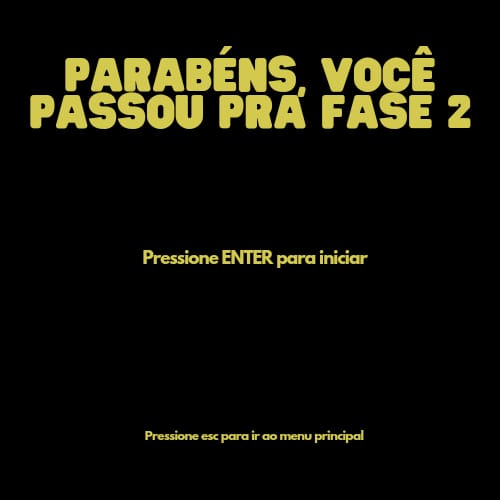 PARABÉNS, VOCÊ
PASSOU PRA FASE 2
Pressione ENTER para iniciar
Pressione esc para ir ao menu principal